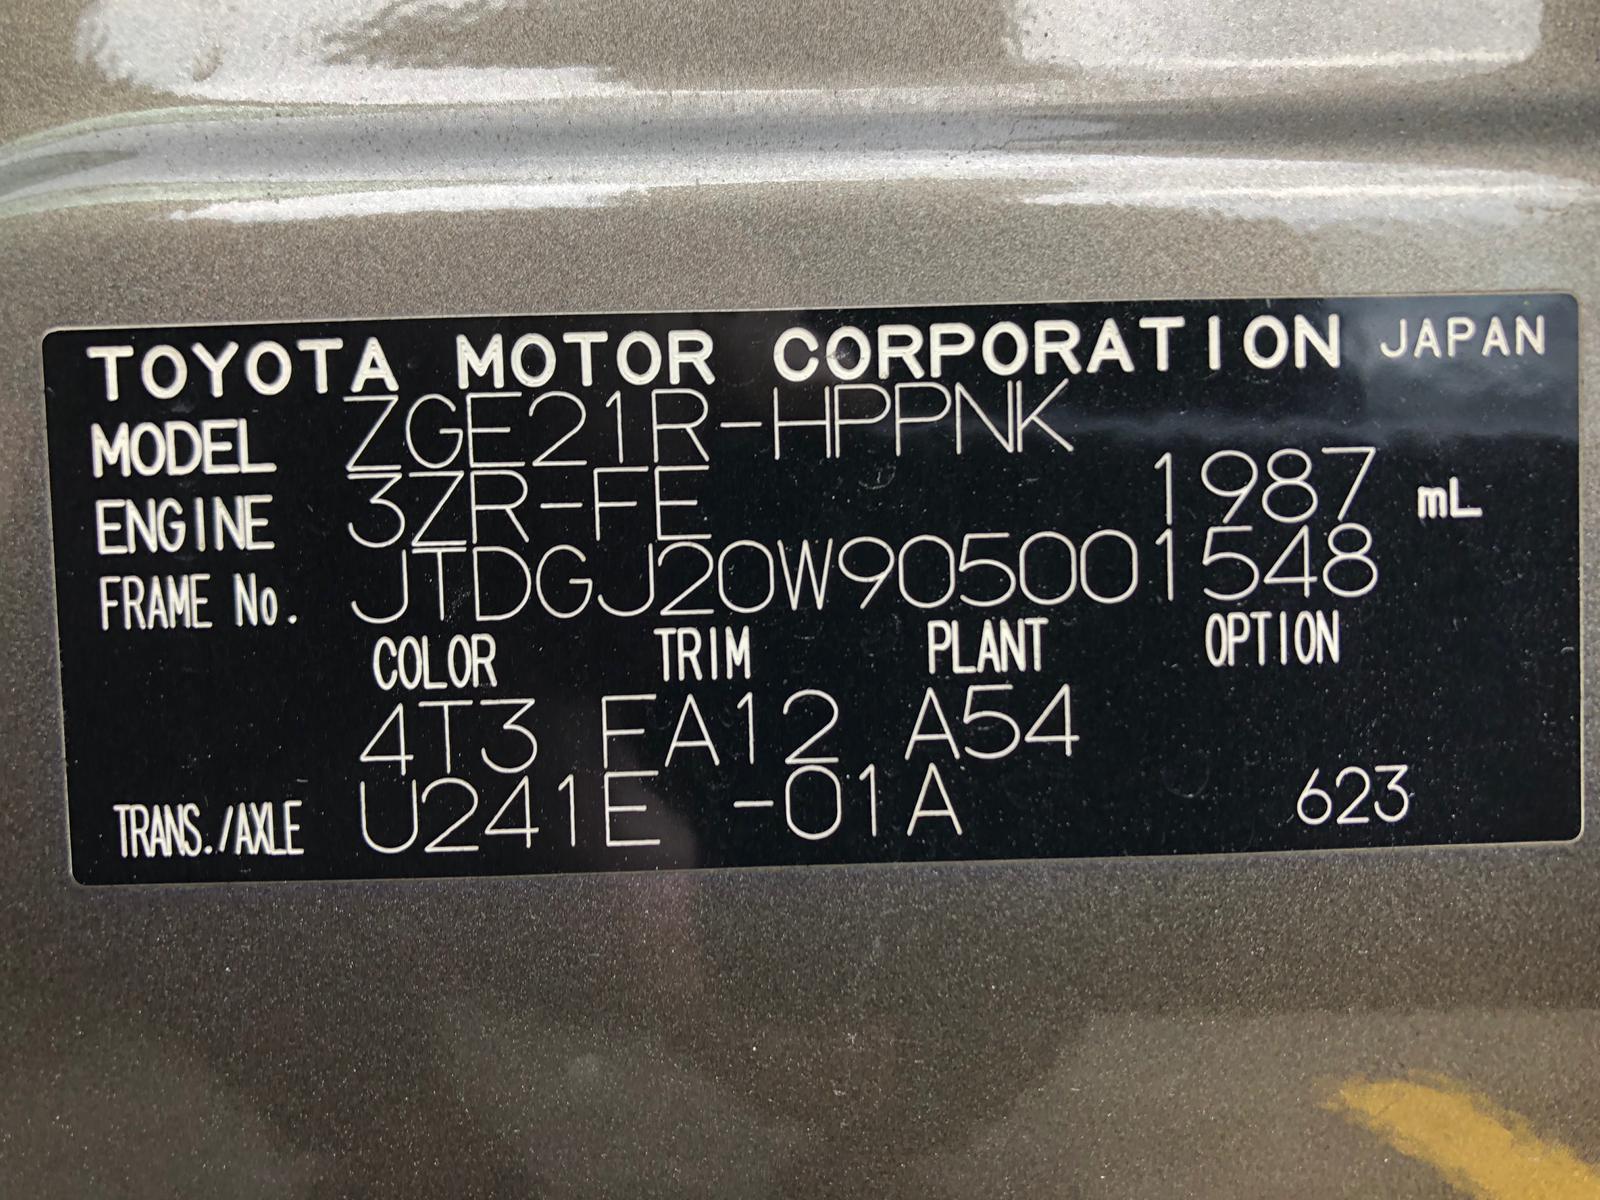 TOYOTA MOTOR CORPORATION JAPAN
MODEL ZGE21R-HPPNK
ENGINE 3ZR-FE 1987 mL
FRAME No. JTDGJ20W905001548
COLOR TRIM PLANT OPTION
4T3 FA12 A54
TRANS./AXLE U241E -01A 623